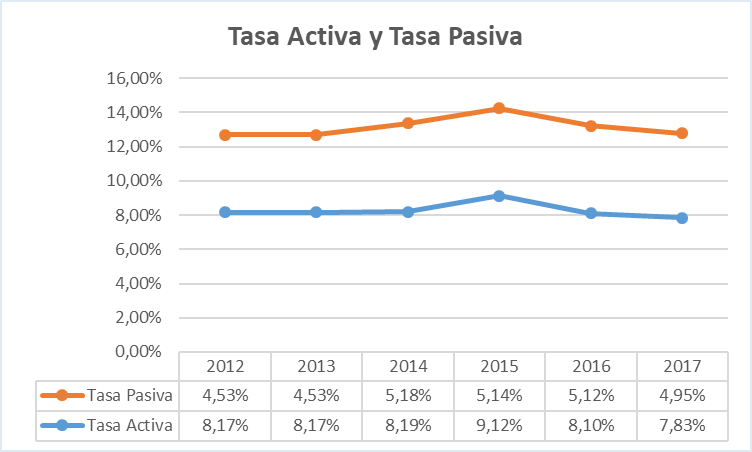 Tasa Activa y Tasa Pasiva
16,00%
14,00%
12,00%
10,00%
8,00%
6,00%
4,00%
2,00%
0,00%
2012 2013 2014 2015 2016 2017
Tasa Pasiva 4,53% 4,53% 5,18% 5,14% 5,12% 4,95%
Tasa Activa 8,17% 8,17% 8,19% 9,12% 8,10% 7,83%